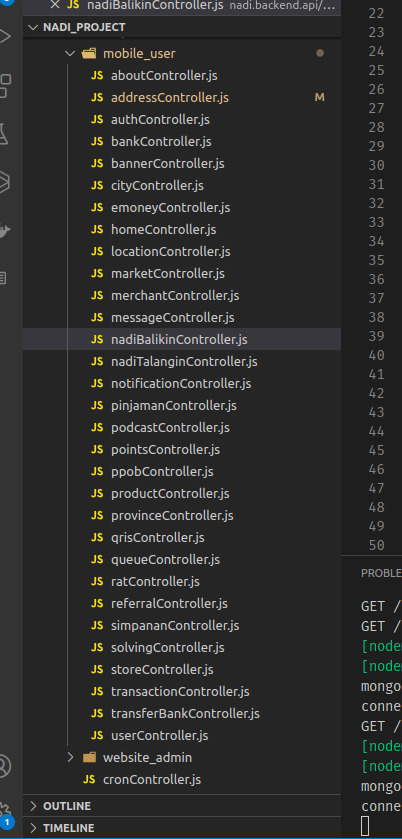 nadiBalikinController.js nadi.backend.api/...
NADI_PROJECT
mobile_user
JS aboutController.js
JS addressController.js M
JS authController.js
JS bankController.js
JS bannerController.js
JS cityController.js
JS emoneyController.js
JS homeController.js
JS locationController.js
JS marketController.js
JS merchantController.js
JS messageController.js
JS nadiBalikinController.js
JS nadiTalanginController.js
JS notificationController.js
JS pinjamanController.js
JS podcastController.js
JS pointsController.js
JS ppobController.js
JS productController.js
JS provinceController.js
JS qrisController.js
JS queueController.js
JS ratController.js
JS referralController.js
JS simpananController.js
JS solvingController.js
JS storeController.js
JS transactionController.js
JS transferBankController.js
JS userController.js
website_admin
JS cronController.js
OUTLINE
TIMELINE
1
22
23
24
25
26
27
28
29
30
31
32
33
34
35
36
37
38
39
40
41
42
43
44
45
46
47
48
49
50
PROBLE
GET /
GET /
[node
[node
mongo
conne
GET /
[node
[node
mongo
conne